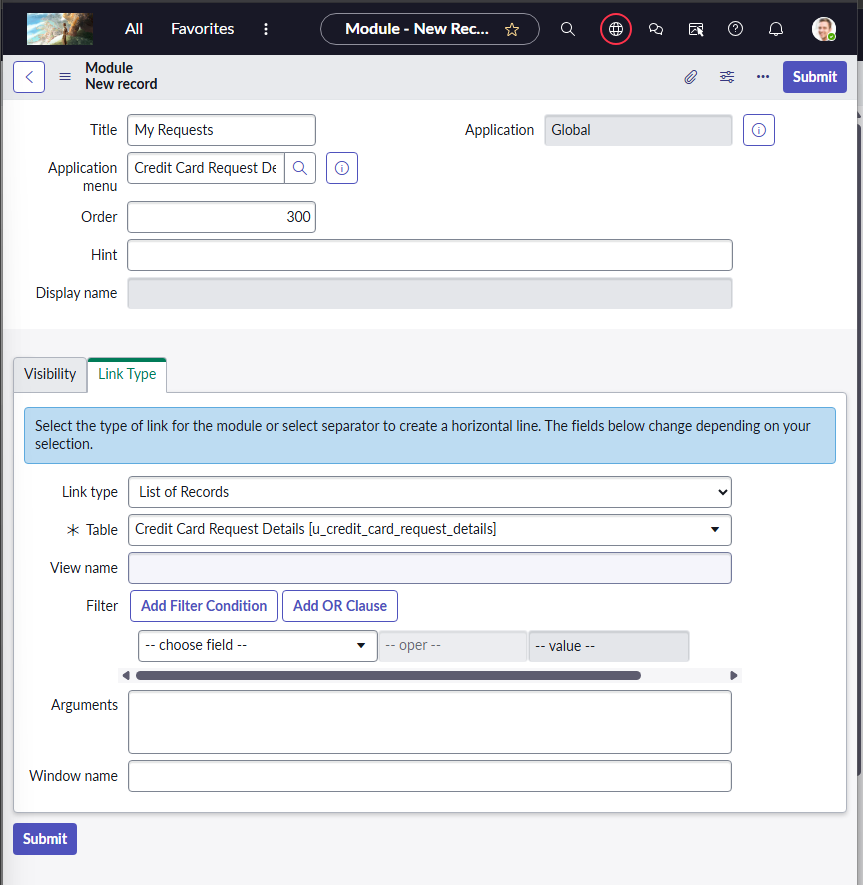 All
Favorites
Module - New Rec...
Module
New record
Submit
Title
My Requests
Application
Global
Application menu
Credit Card Request De
Order
300
Hint
Display name
Visibility
Link Type
Select the type of link for the module or select separator to create a horizontal line. The fields below change depending on your
selection.
Link type
List of Records
* Table
Credit Card Request Details [u_credit_card_request_details]
View name
Filter
Add Filter Condition
Add OR Clause
-- choose field --
-- oper --
-- value --
Arguments
Window name
Submit